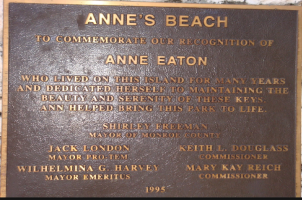 ANNE'S BEACH
TO COMMEMORATE OUR RECOGNITION OF
ANNE EATON
WHO LIVED ON THIS ISLAND FOR MANY YEARS
AND DEDICATED HERSELF TO MAINTAINING THE
BEAUTY AND SERENITY OF THESE KEYS.
ANN HELPED BRING THIS PARK TO LIFE.
SHIRLEY FREEMAN
MAYOR OF MONROE COUNTY
JACK LONDON KEITH L. DOUGLASS
MAYOR PRO TEM COMMISSIONER
WILHELMINA G. HARVEY MARY KAY REICH
MAYOR EMERITUS COMMISSIONER
1995